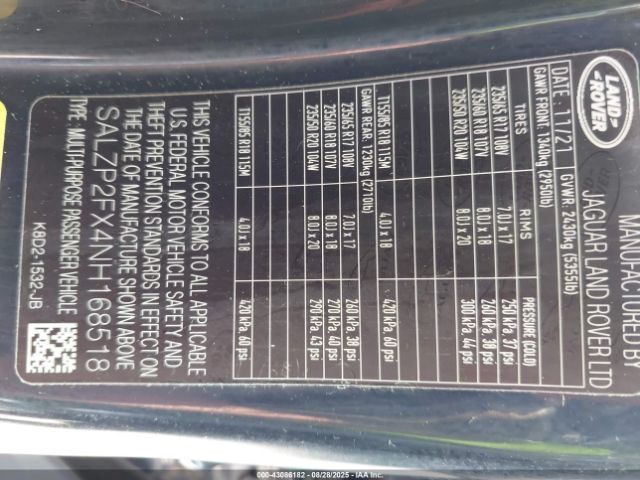 LAND-
ROVER
MANUFACTURED
JAGUAR LAND ROVER LTD
DATE: 11/21 GVWR: 2430kg (5355lb)
GAWR FRONT: 1340kg (2950lb)
TIRES RIMS PRESSURE (COLD)
235/65 R17 108V 7.0J x 17 250 kPa, 37 psi
235/60 R18 107V 8.0J x 18 260 kPa, 38 psi
235/50 R20 104W 8.0J x 20 300 kPa, 44 psi
T155/85 R18 115M 4.0J x 18 420 kPa, 60 psi
GAWR REAR: 1230kg (2710lb)
235/65 R17 108V 7.0J x 17 260 kPa, 38 psi
235/60 R18 107V 8.0J x 18 270 kPa, 40 psi
235/50 R20 104W 8.0J x 20 290 kPa, 43 psi
T155/85 R18 115M 4.0J x 18 420 kPa, 60 psi
THIS VEHICLE CONFORMS TO ALL APPLICABLE
U.S. FEDERAL MOTOR VEHICLE SAFETY AND
THEFT PREVENTION STANDARDS IN EFFECT ON
THE DATE OF MANUFACTURE SHOWN ABOVE
SALZP2FX4NH168518
TYPE: MULTI-PURPOSE PASSENGER VEHICLE
K8D2-1532-JB
000-43086182 - 08/28/2025 - IAAI. CA